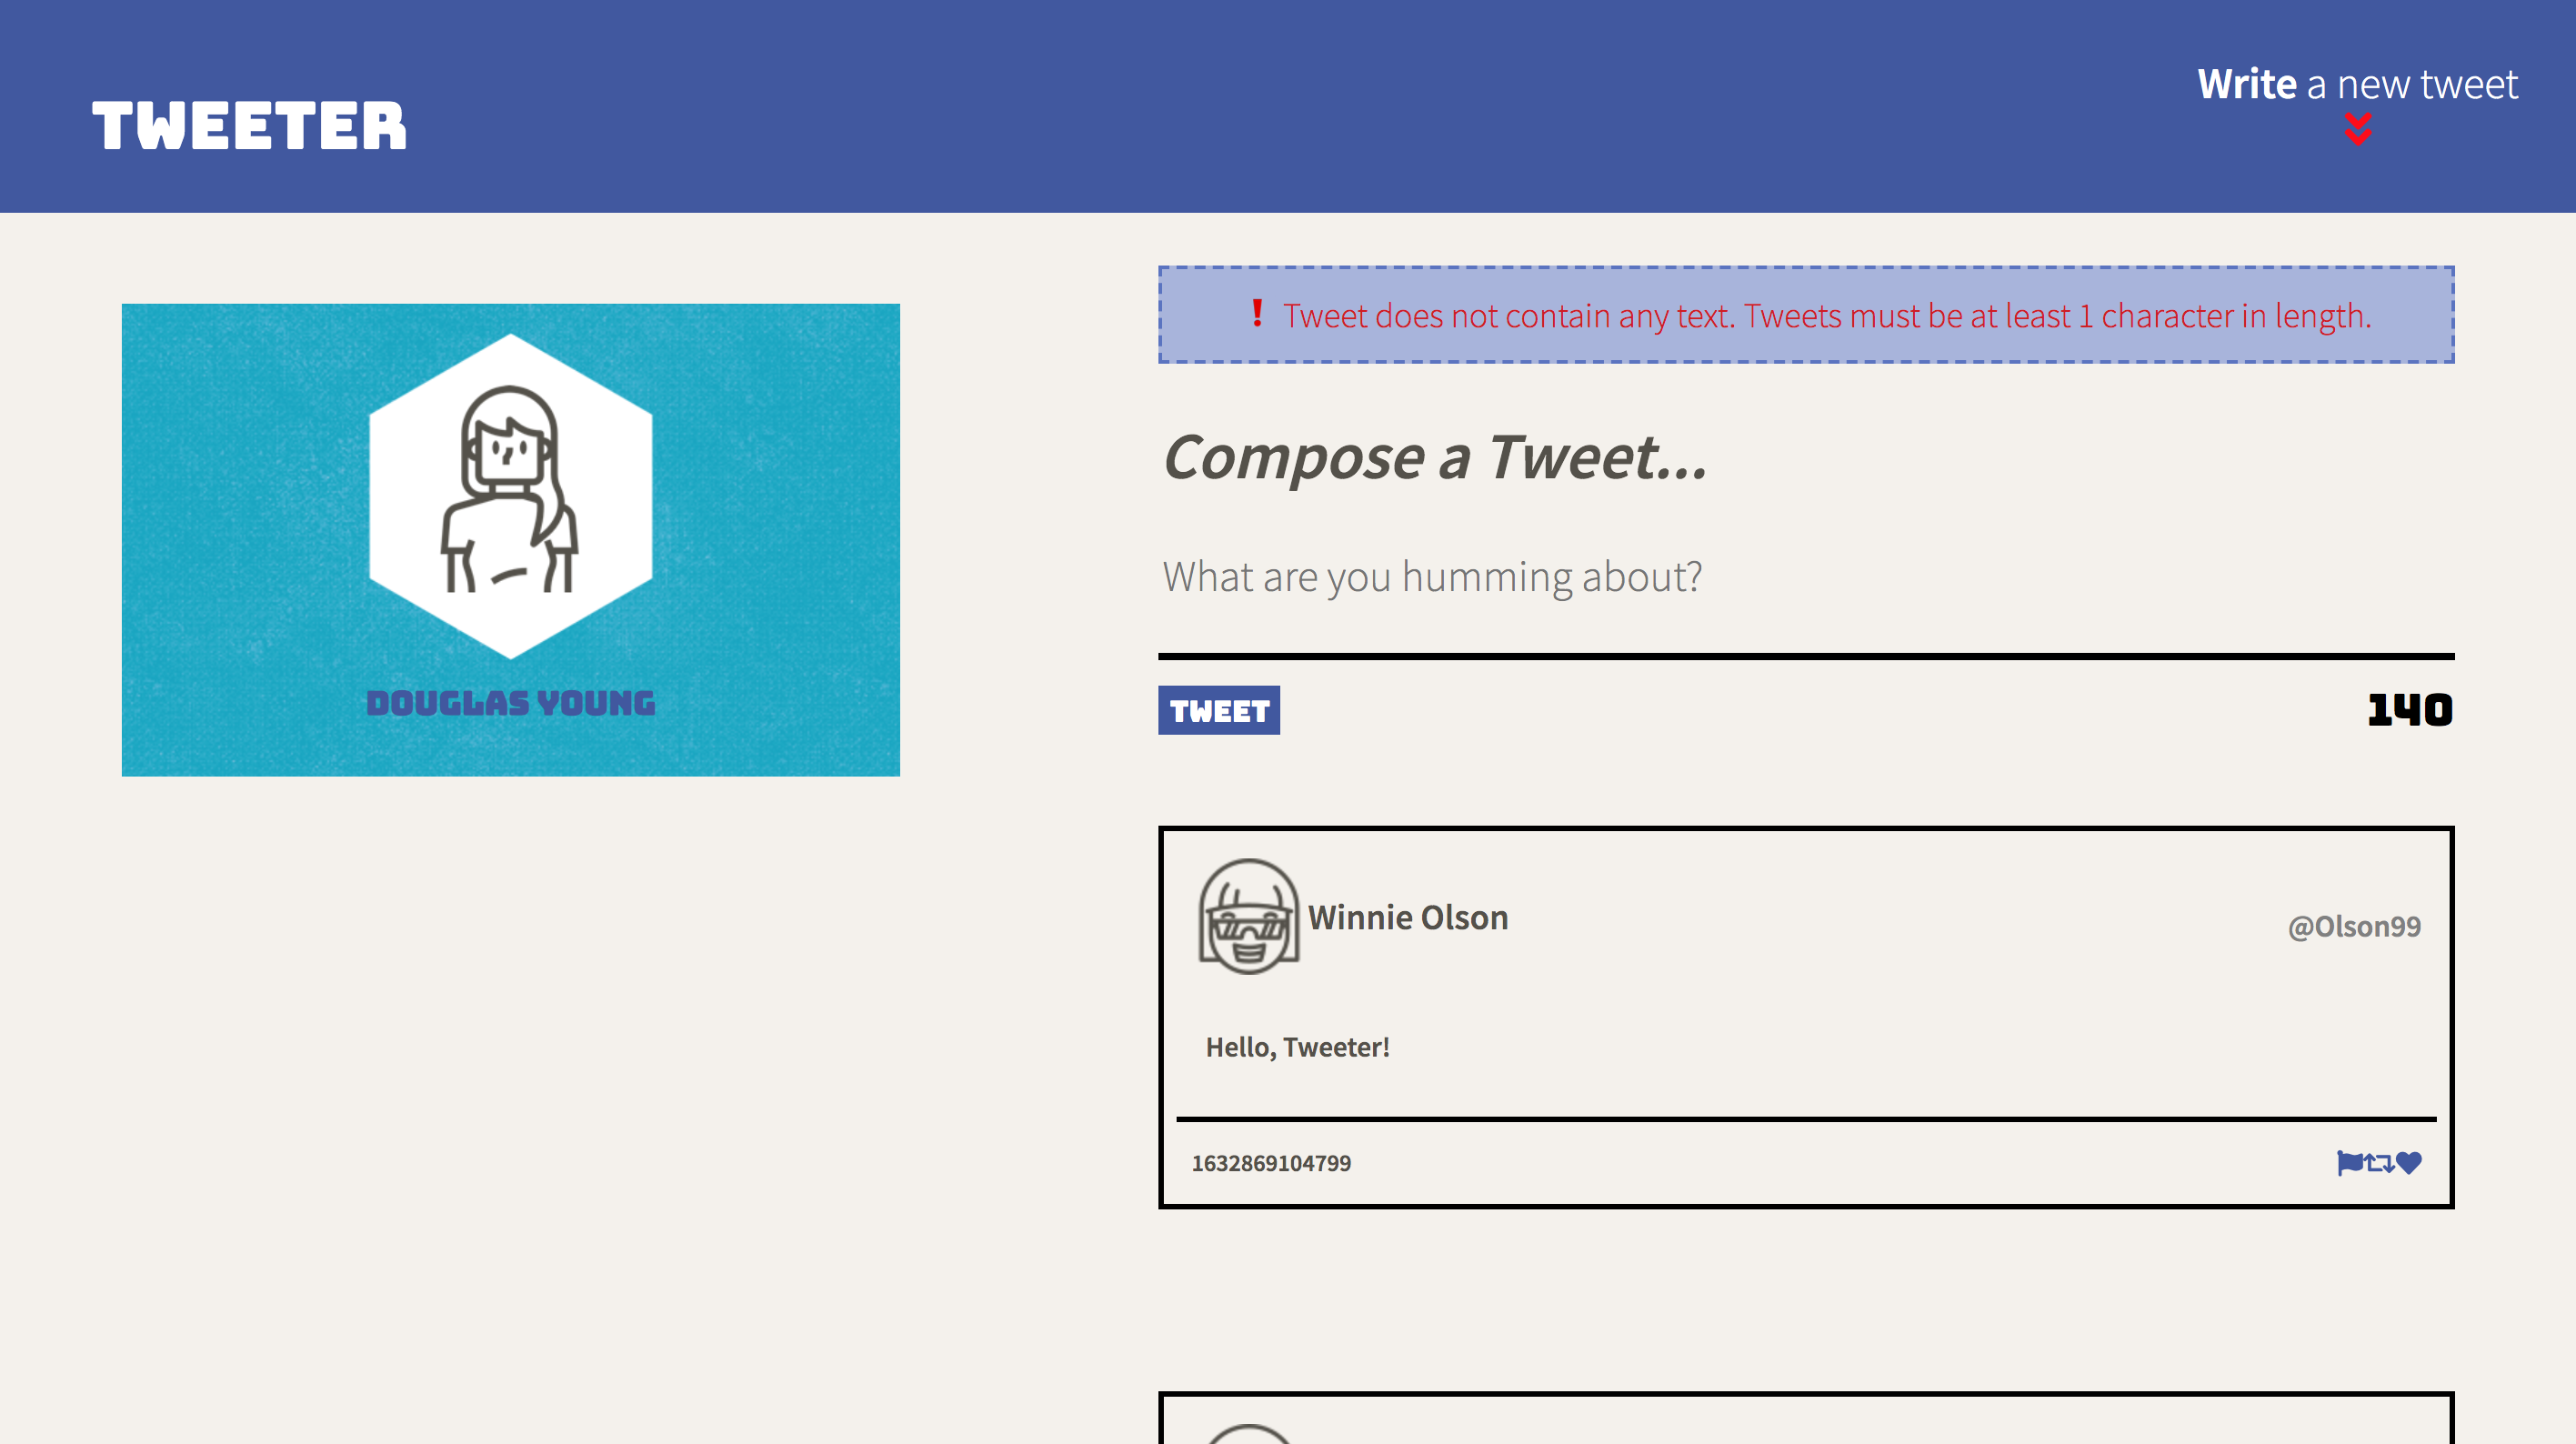 TWEETER
Write a new tweet
! Tweet does not contain any text. Tweets must be at least 1 character in length.
DOUGLAS YOUNG
Compose a Tweet...
What are you humming about?
TWEET
140
Winnie Olson
@Olson99
Hello, Tweeter!
1632869104799